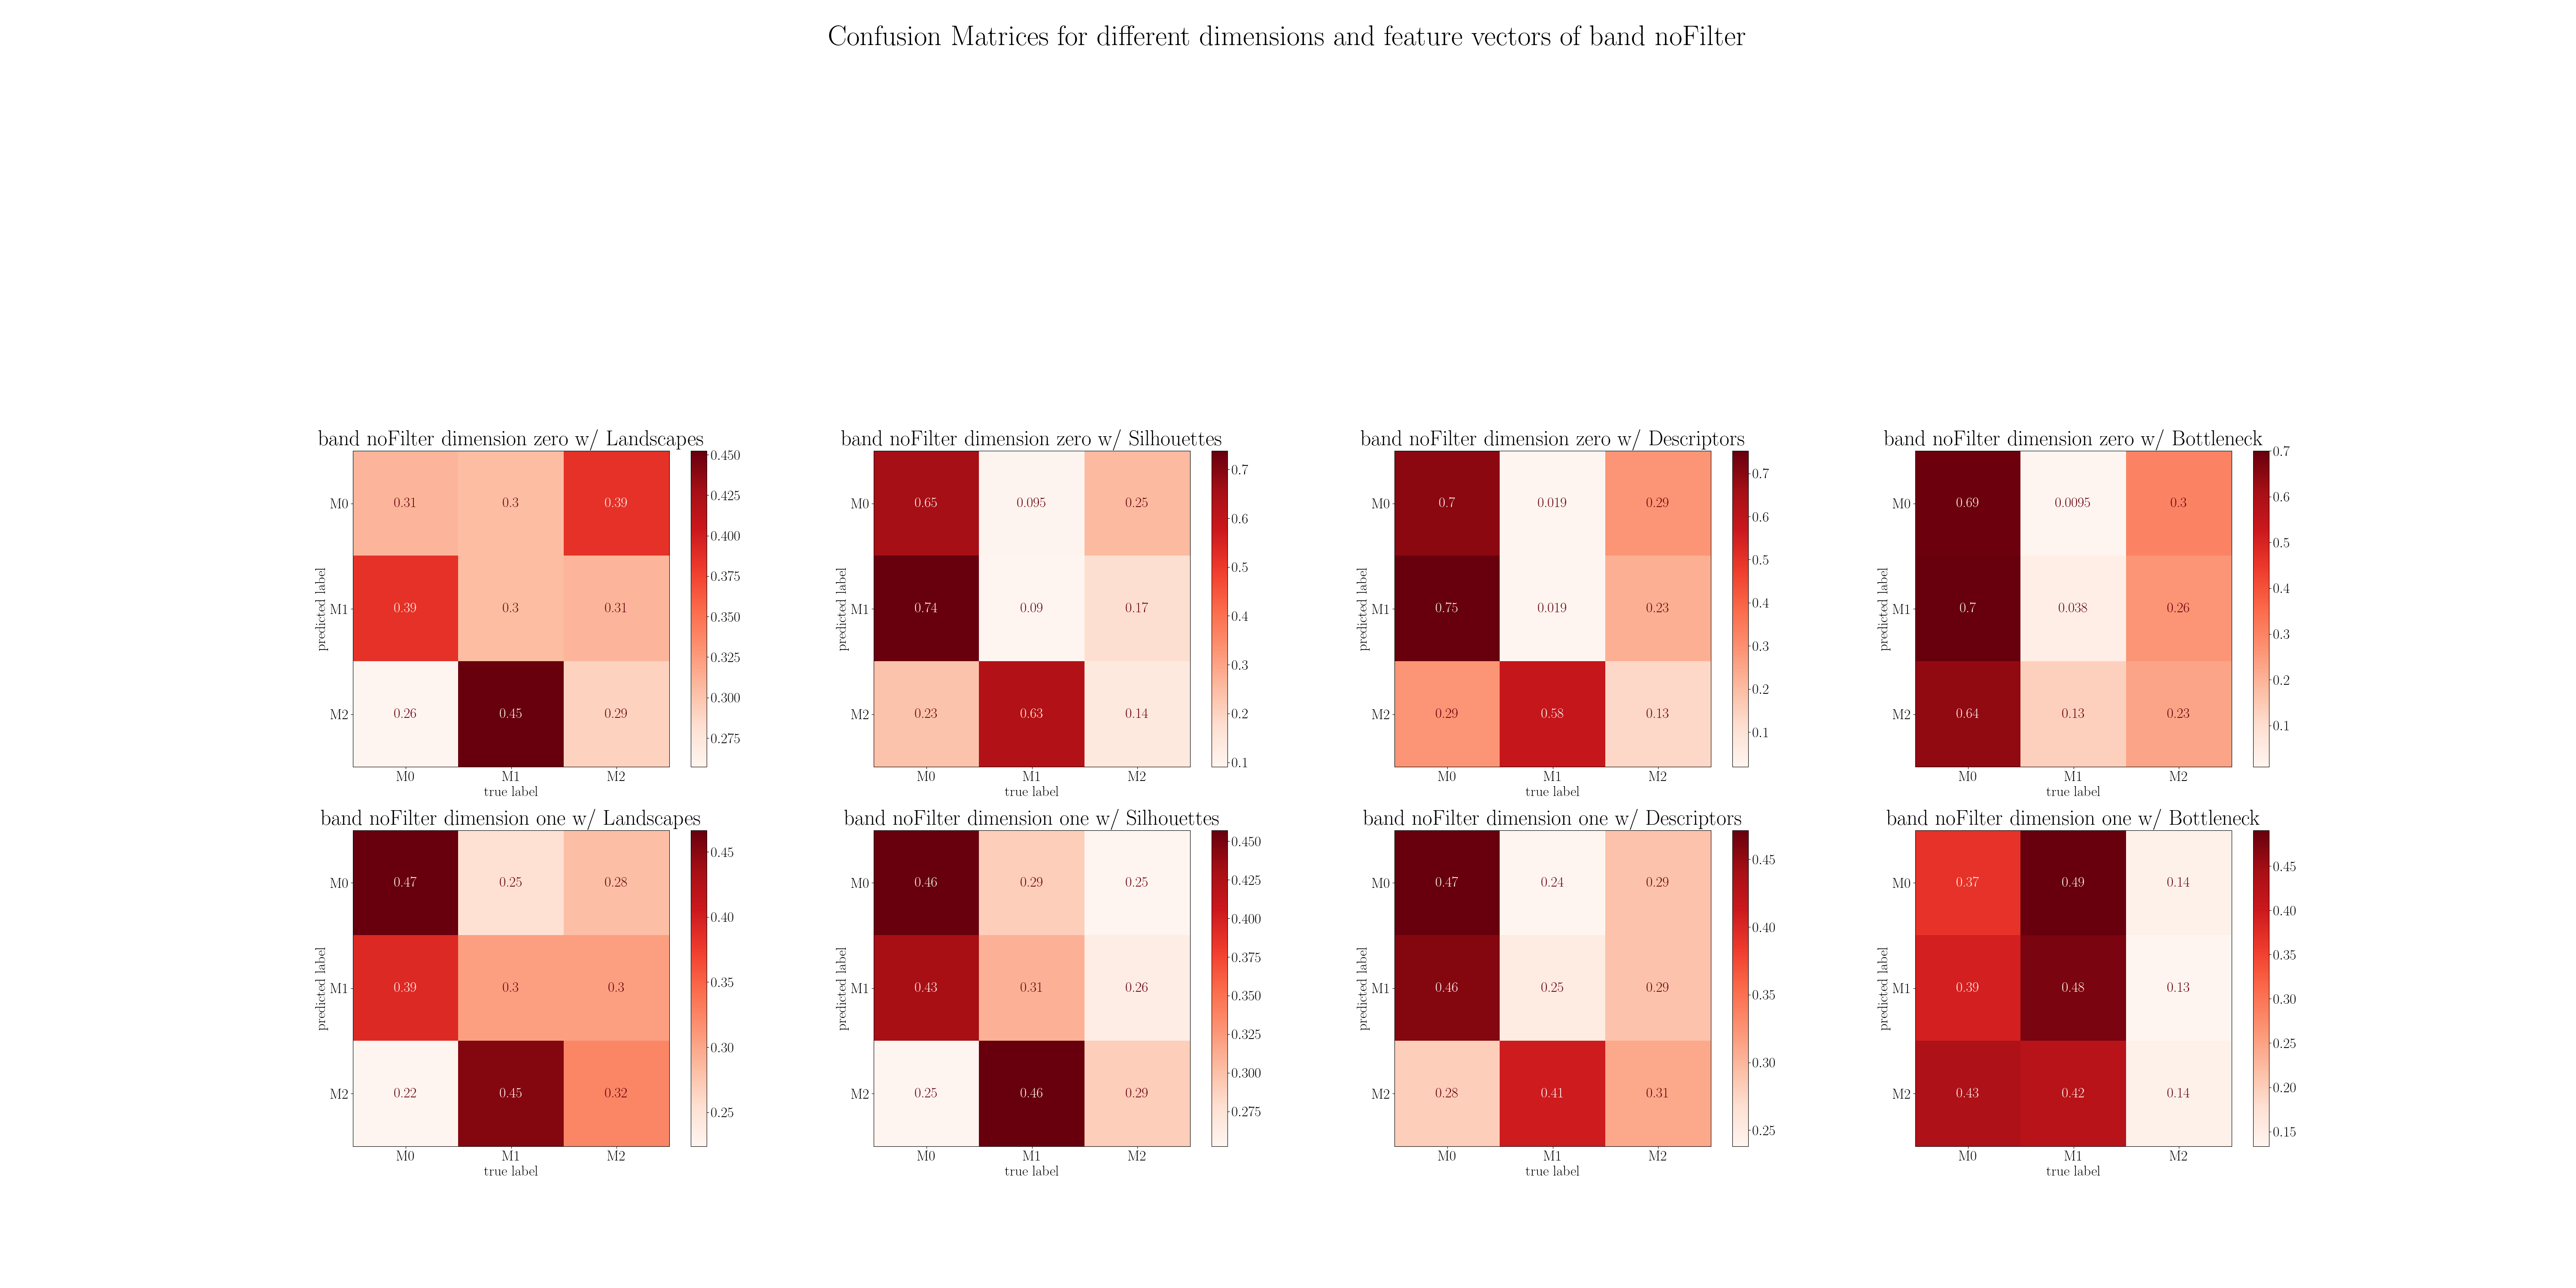 Confusion Matrices for different dimensions and feature vectors of band noFilter
band noFilter dimension zero w/ Landscapes
predicted label
M0 0.31 0.3 0.39
M1 0.39 0.3 0.31
M2 0.26 0.45 0.29
M0 M1 M2
true label
0.450
0.425
0.400
0.375
0.350
0.325
0.300
0.275
band noFilter dimension zero w/ Silhouettes
predicted label
M0 0.65 0.095 0.25
M1 0.74 0.09 0.17
M2 0.23 0.63 0.14
M0 M1 M2
true label
0.7
0.6
0.5
0.4
0.3
0.2
0.1
band noFilter dimension zero w/ Descriptors
predicted label
M0 0.7 0.019 0.29
M1 0.75 0.019 0.23
M2 0.29 0.58 0.13
M0 M1 M2
true label
0.7
0.6
0.5
0.4
0.3
0.2
0.1
band noFilter dimension zero w/ Bottleneck
predicted label
M0 0.69 0.0095 0.3
M1 0.7 0.038 0.26
M2 0.64 0.13 0.23
M0 M1 M2
true label
0.7
0.6
0.5
0.4
0.3
0.2
0.1
band noFilter dimension one w/ Landscapes
predicted label
M0 0.47 0.25 0.28
M1 0.39 0.3 0.3
M2 0.22 0.45 0.32
M0 M1 M2
true label
0.45
0.40
0.35
0.30
0.25
band noFilter dimension one w/ Silhouettes
predicted label
M0 0.46 0.29 0.25
M1 0.43 0.31 0.26
M2 0.25 0.46 0.29
M0 M1 M2
true label
0.450
0.425
0.400
0.375
0.350
0.325
0.300
0.275
band noFilter dimension one w/ Descriptors
predicted label
M0 0.47 0.24 0.29
M1 0.46 0.25 0.29
M2 0.28 0.41 0.31
M0 M1 M2
true label
0.45
0.40
0.35
0.30
0.25
band noFilter dimension one w/ Bottleneck
predicted label
M0 0.37 0.49 0.14
M1 0.39 0.48 0.13
M2 0.43 0.42 0.14
M0 M1 M2
true label
0.45
0.40
0.35
0.30
0.25
0.20
0.15